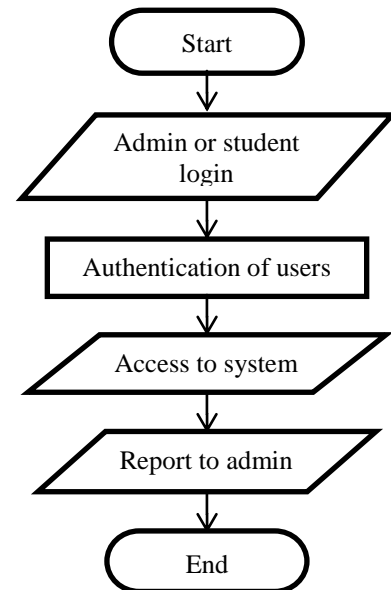 Start
Admin or student
login
Authentication of users
Access to system
Report to admin
End